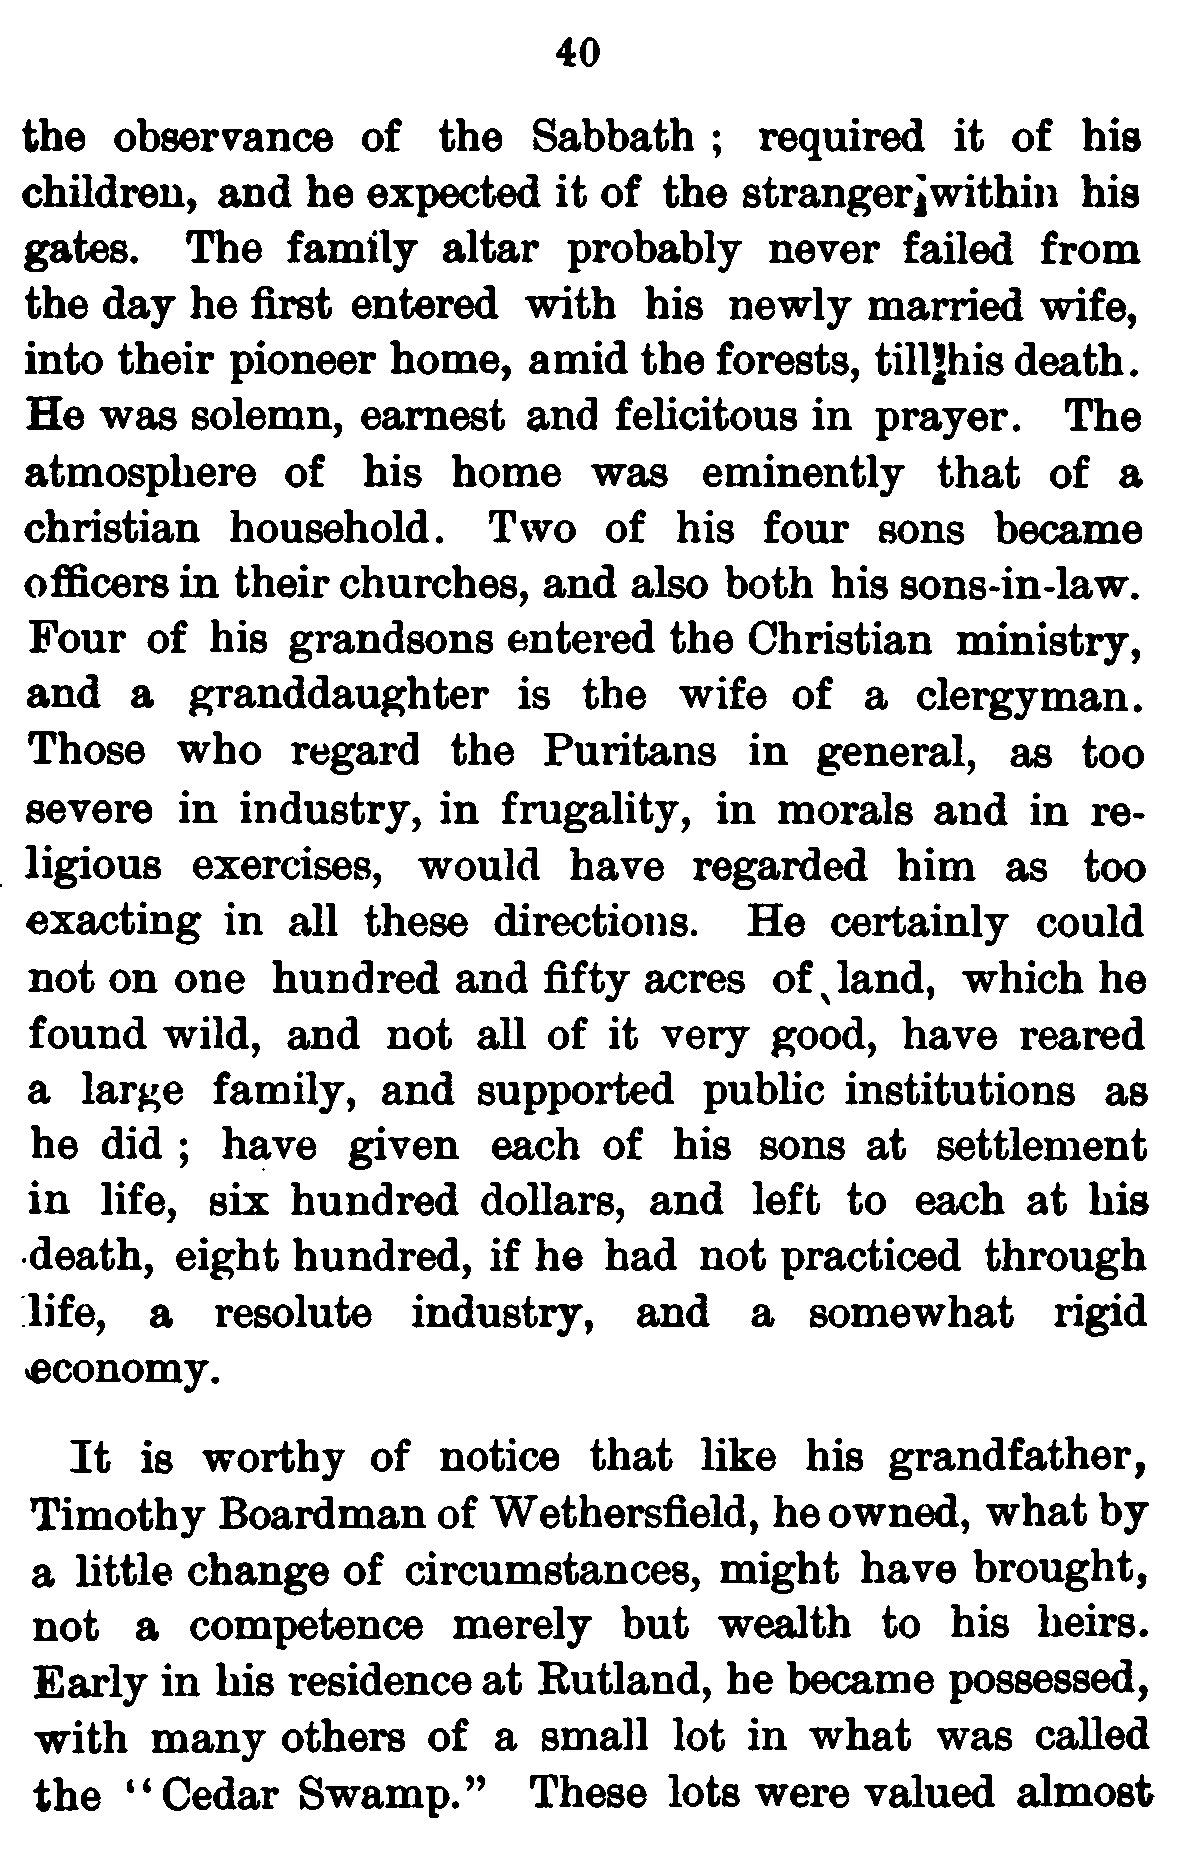 40
the observance of the Sabbath ; required it of his
children, and he expected it of the stranger within his
gates. The family altar probably never failed from
the day he first entered with his newly married wife,
into their pioneer home, amid the forests, till his death.
He was solemn, earnest and felicitous in prayer. The
atmosphere of his home was eminently that of a
christian household. Two of his four sons became
officers in their churches, and also both his sons-in-law.
Four of his grandsons entered the Christian ministry,
and a granddaughter is the wife of a clergyman.
Those who regard the Puritans in general, as too
severe in industry, in frugality, in morals and in re-
ligious exercises, would have regarded him as too
exacting in all these directions. He certainly could
not on one hundred and fifty acres of land, which he
found wild, and not all of it very good, have reared
a large family, and supported public institutions as
he did ; have given each of his sons at settlement
in life, six hundred dollars, and left to each at his
death, eight hundred, if he had not practiced through
life, a resolute industry, and a somewhat rigid
economy.
It is worthy of notice that like his grandfather,
Timothy Boardman of Wethersfield, he owned, what by
a little change of circumstances, might have brought,
not a competence merely but wealth to his heirs.
Early in his residence at Rutland, he became possessed,
with many others of a small lot in what was called
the "Cedar Swamp." These lots were valued almost